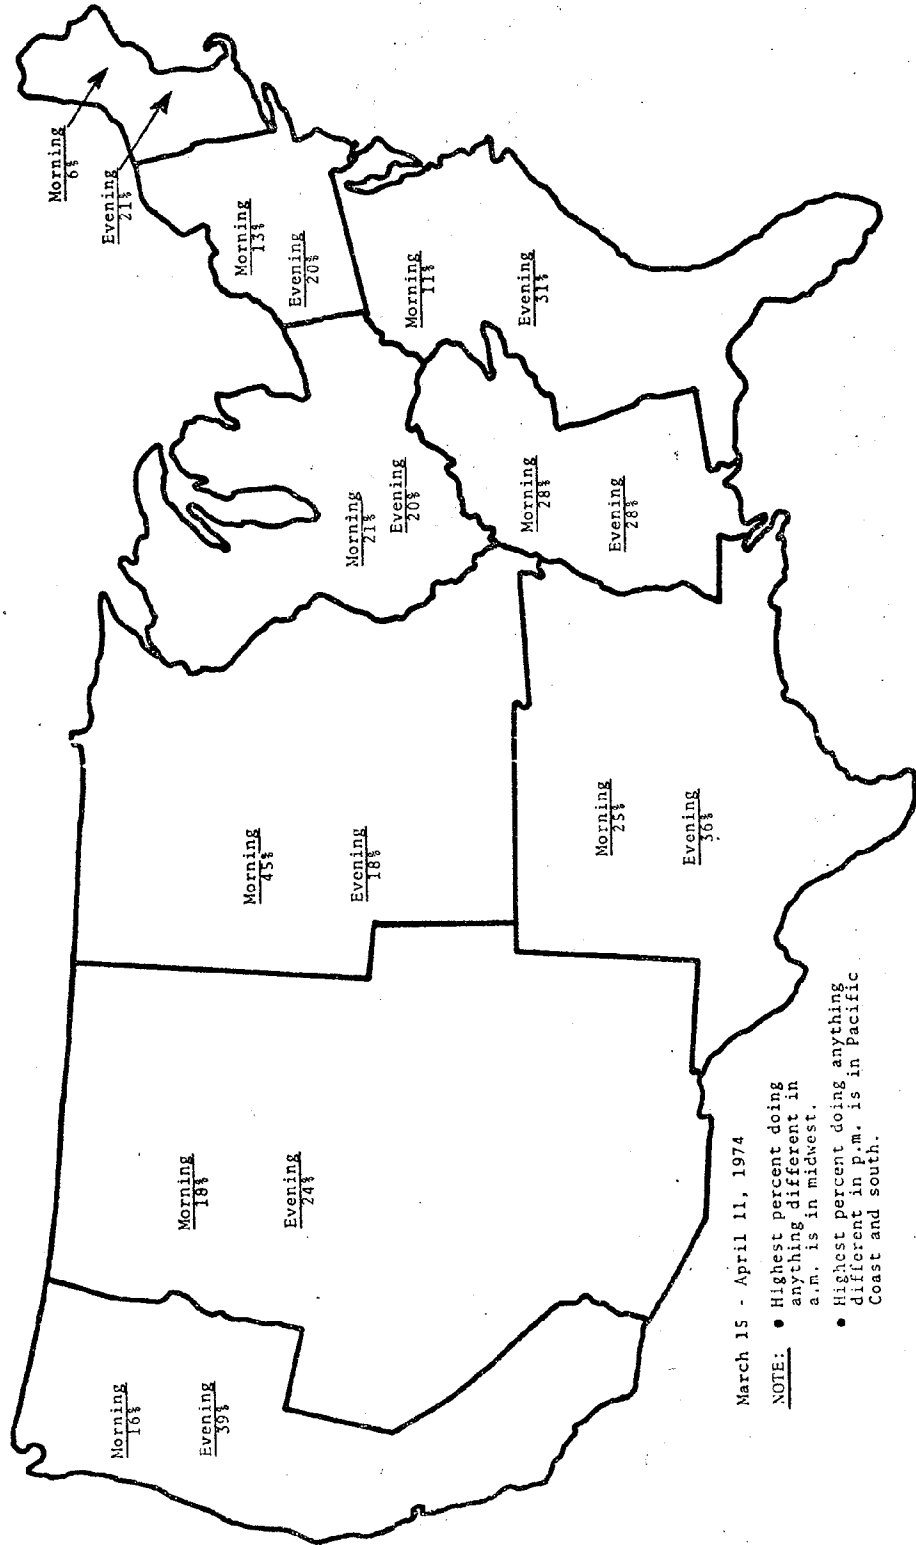 Morning
16%
Evening
39%
Morning
18%
Evening
24%
Morning
45%
Evening
18%
Morning
25%
Evening
36%
Morning
21%
Evening
20%
Morning
28%
Evening
28%
Morning
11%
Evening
31%
Morning
13%
Evening
20%
Morning
6%
Evening
21%
March 15 - April 11, 1974
NOTE: • Highest percent doing
anything different in
a.m. is in midwest.
• Highest percent doing anything
different in p.m. is in Pacific
Coast and south.